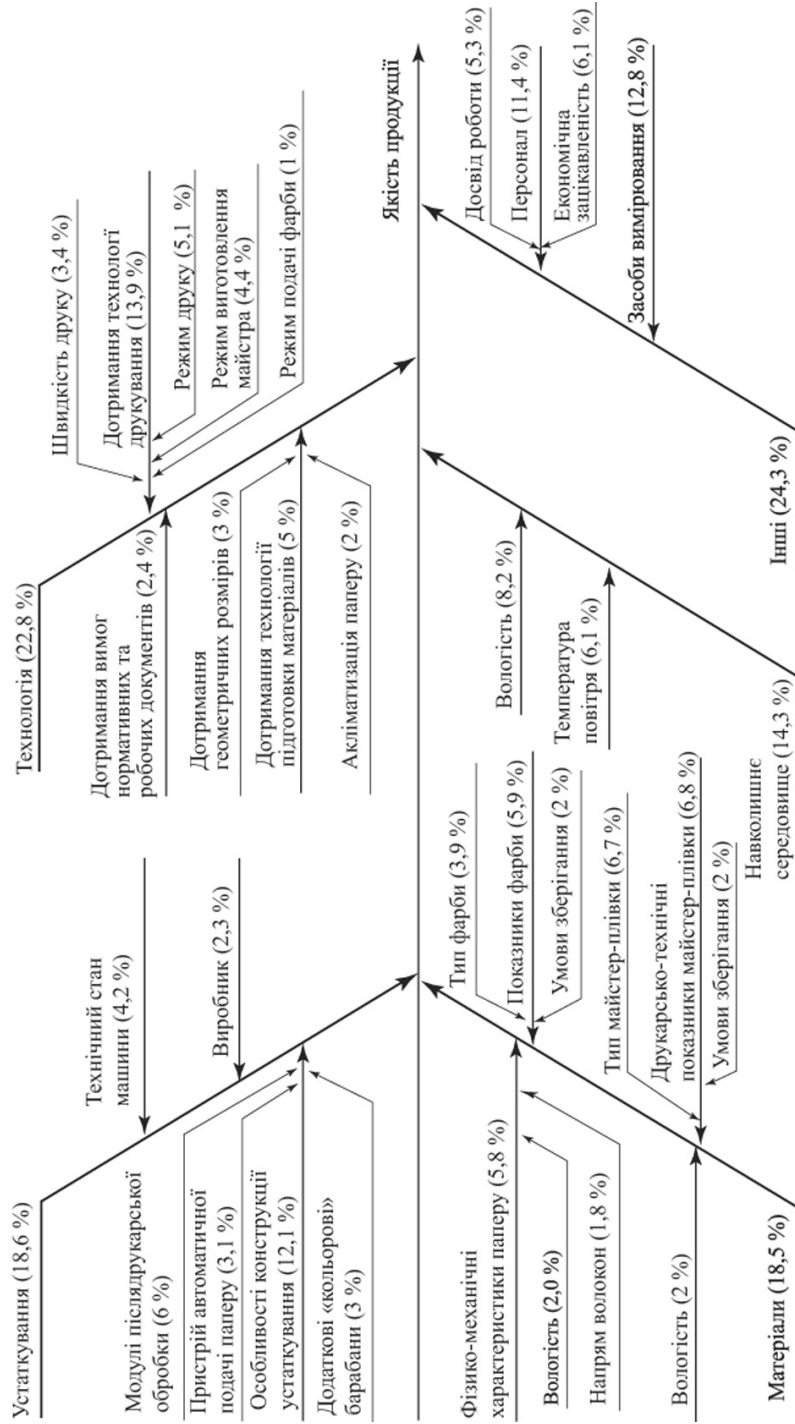 Устаткування (18,6 %)
Технічний стан
машини (4,2 %)
Модулі післядрукарської
обробки (6 %)
Виробник (2,3 %)
Пристрій автоматичної
подачі паперу (3,1 %)
Особливості конструкції
устаткування (12,1 %)
Додаткові «кольорові»
барабани (3 %)
Технологія (22,8 %)
Швидкість друку (3,4 %)
Дотримання технологі
друкування (13,9 %)
Режим друку (5,1 %)
Режим виготовлення
майстра (4,4 %)
Режим подачі фарби (1 %)
Дотримання вимог
нормативних та
робочих документів (2,4 %)
Дотримання
геометричних розмірів (3 %)
Дотримання технології
підготовки матеріалів (5 %)
Акліматизація паперу (2 %)
Якість продукції
Фізико-механічні
характеристики паперу (5,8 %)
Вологість (2,0 %)
Напрям волокон (1,8 %)
Вологість (2 %)
Матеріали (18,5 %)
Тип фарби (3,9 %)
Показники фарби (5,9 %)
Умови зберігання (2 %)
Тип майстер-плівки (6,7 %)
Друкарсько-технічні
показники майстер-плівки (6,8 %)
Умови зберігання (2 %)
Вологість (8,2 %)
Температура
повітря (6,1 %)
Навколишнє
середовище (14,3 %)
Досвід роботи (5,3 %)
Персонал (11,4 %)
Економічна
зацікавленість (6,1 %)
Засоби вимірювання (12,8 %)
Інші (24,3 %)